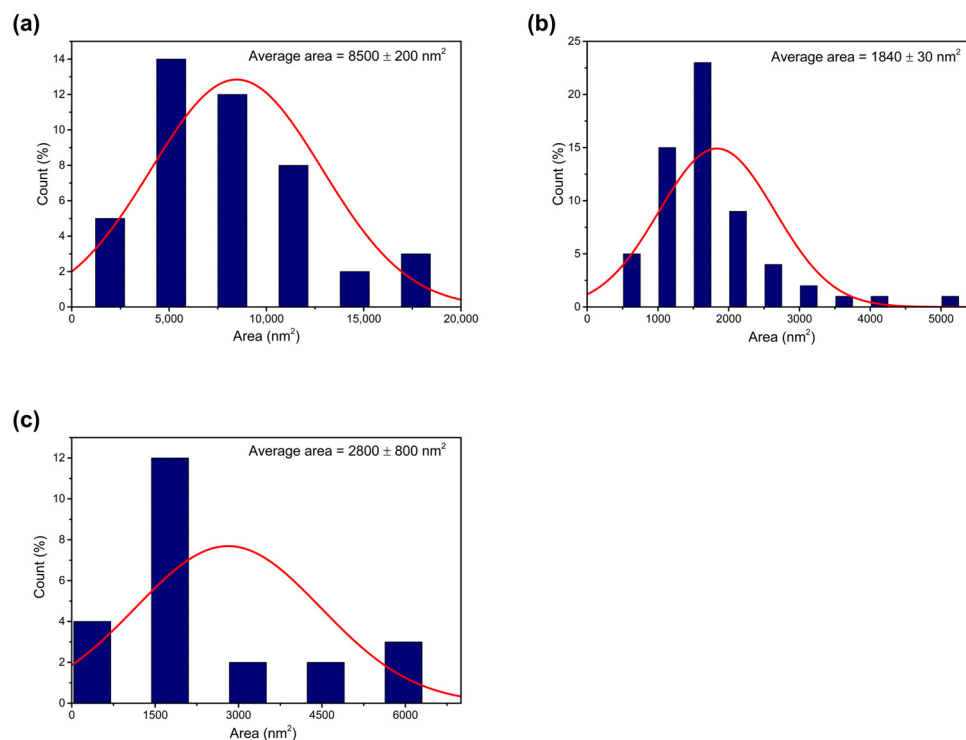 (a)
Average area = 8500 ± 200 nm²
Count (%)
14
12
10
8
6
4
2
0
0 5,000 10,000 15,000 20,000
Area (nm²)
(b)
Average area = 1840 ± 30 nm²
Count (%)
25
20
15
10
5
0
0 1000 2000 3000 4000 5000
Area (nm²)
(c)
Average area = 2800 ± 800 nm²
Count (%)
12
10
8
6
4
2
0
0 1500 3000 4500 6000
Area (nm²)